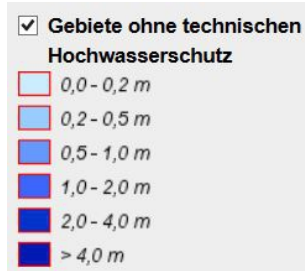 Gebiete ohne technischen
Hochwasserschutz
0,0 - 0,2 m
0,2 - 0,5 m
0,5 - 1,0 m
1,0 - 2,0 m
2,0 - 4,0 m
> 4,0 m